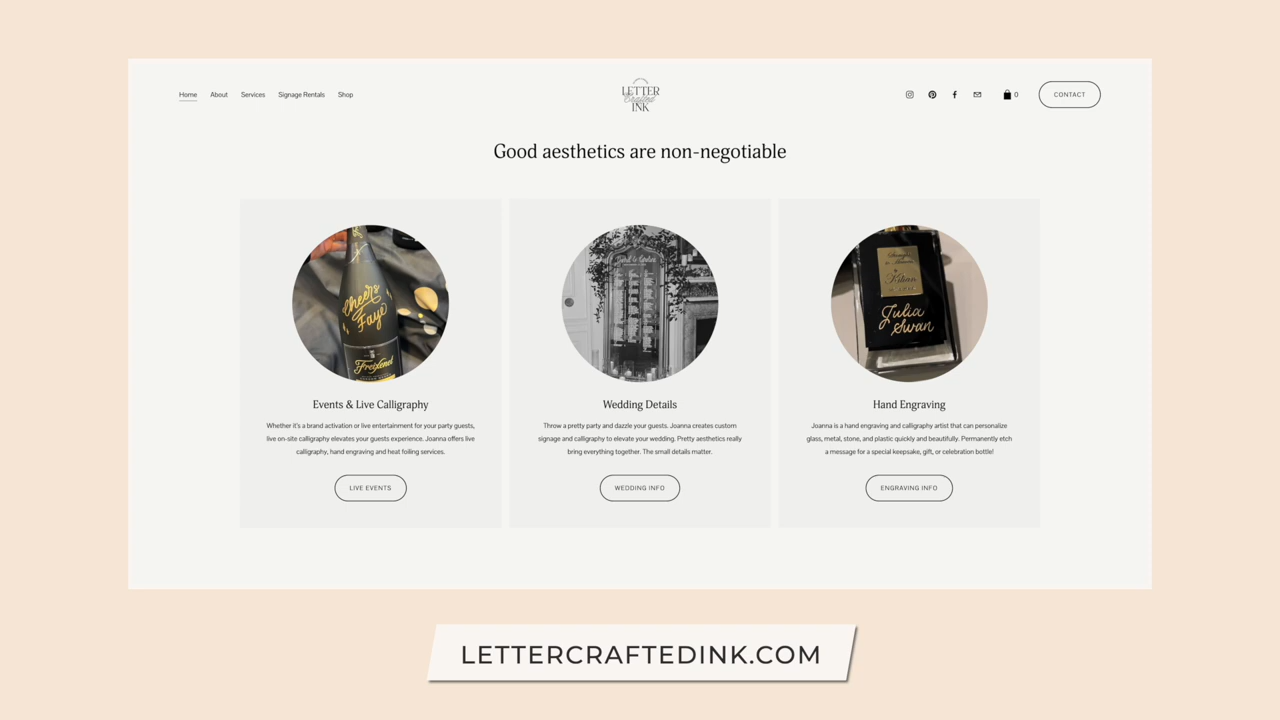 Home About Services Signage Rentals Shop
LETTER
Crafted
INK
0
CONTACT
Good aesthetics are non-negotiable
Cheers
Faye
Freixenet
Kilian
Julia
Swan
Events & Live Calligraphy
Whether it's a brand activation or live entertainment for your party guests,
live on-site calligraphy elevates your guests experience. Joanna offers live
calligraphy, hand engraving and heat foiling services.
LIVE EVENTS
Wedding Details
Throw a pretty party and dazzle your guests. Joanna creates custom
signage and calligraphy to elevate your wedding. Pretty aesthetics really
bring everything together. The small details matter.
WEDDING INFO
Hand Engraving
Joanna is a hand engraving and calligraphy artist that can personalize
glass, metal, stone, and plastic quickly and beautifully. Permanently etch
a message for a special keepsake, gift, or celebration bottle!
ENGRAVING INFO
LETTERCRAFTEDINK.COM